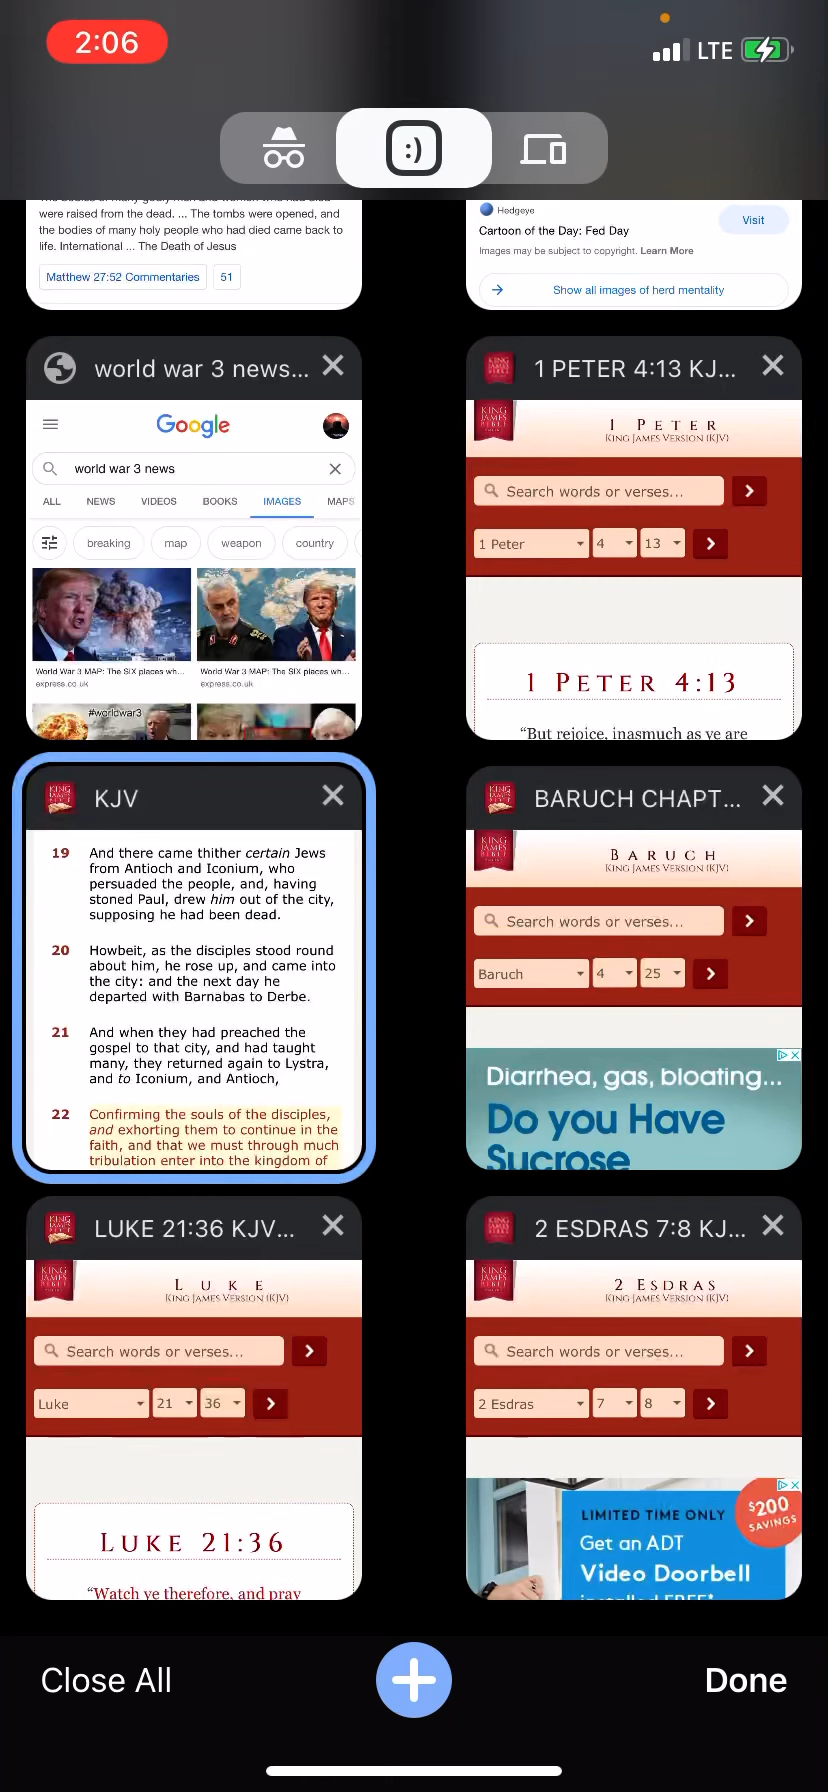 2:06
LTE
:)
were raised from the dead. ... The tombs were opened, and
the bodies of many holy people who had died came back to
life. International ... The Death of Jesus
Matthew 27:52 Commentaries
51
Hedgeye
Cartoon of the Day: Fed Day
Images may be subject to copyright. Learn More
Visit
Show all images of herd mentality
world war 3 news...
Google
world war 3 news
ALL NEWS VIDEOS BOOKS IMAGES MAPS
breaking map weapon country
World War 3 MAP: The SIX places wh...
express.co.uk
World War 3 MAP: The SIX places wh...
express.co.uk
#worldwar3
1 PETER 4:13 KJ...
KING
JAMES
BIBLE
1 PETER
KING JAMES VERSION (KJV)
Search words or verses...
1 Peter 4 13
1 PETER 4:13
“But rejoice, inasmuch as ye are
KJV
19 And there came thither certain Jews
from Antioch and Iconium, who
persuaded the people, and, having
stoned Paul, drew him out of the city,
supposing he had been dead.
20 Howbeit, as the disciples stood round
about him, he rose up, and came into
the city: and the next day he
departed with Barnabas to Derbe.
21 And when they had preached the
gospel to that city, and had taught
many, they returned again to Lystra,
and to Iconium, and Antioch,
22 Confirming the souls of the disciples,
and exhorting them to continue in the
faith, and that we must through much
tribulation enter into the kingdom of
BARUCH CHAPT...
KING
JAMES
BIBLE
BARUCH
KING JAMES VERSION (KJV)
Search words or verses...
Baruch 4 25
Diarrhea, gas, bloating...
Do you Have
Sucrose
LUKE 21:36 KJV...
KING
JAMES
BIBLE
LUKE
KING JAMES VERSION (KJV)
Search words or verses...
Luke 21 36
LUKE 21:36
“Watch ye therefore, and pray
2 ESDRAS 7:8 KJ...
KING
JAMES
BIBLE
2 ESDRAS
KING JAMES VERSION (KJV)
Search words or verses...
2 Esdras 7 8
LIMITED TIME ONLY
$200
SAVINGS
Get an ADT
Video Doorbell
installed FREE*
Close All
Done